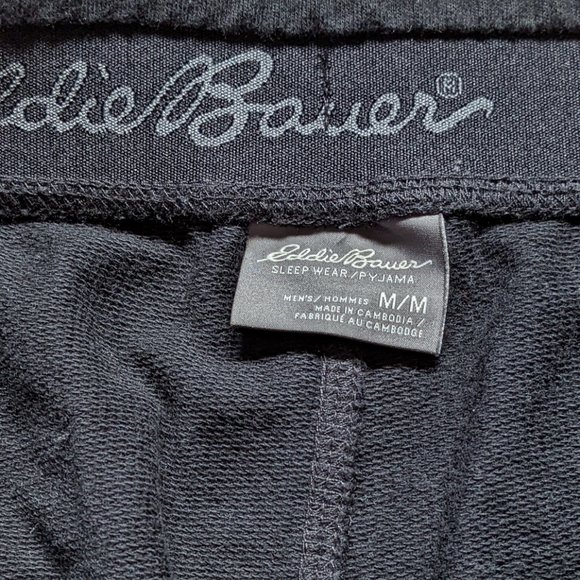 ddie Bauer®
Eddie Bauer
SLEEP WEAR/PYJAMA
MEN'S/HOMMES M/M
MADE IN CAMBODIA/
FABRIQUÉ AU CAMBODGE